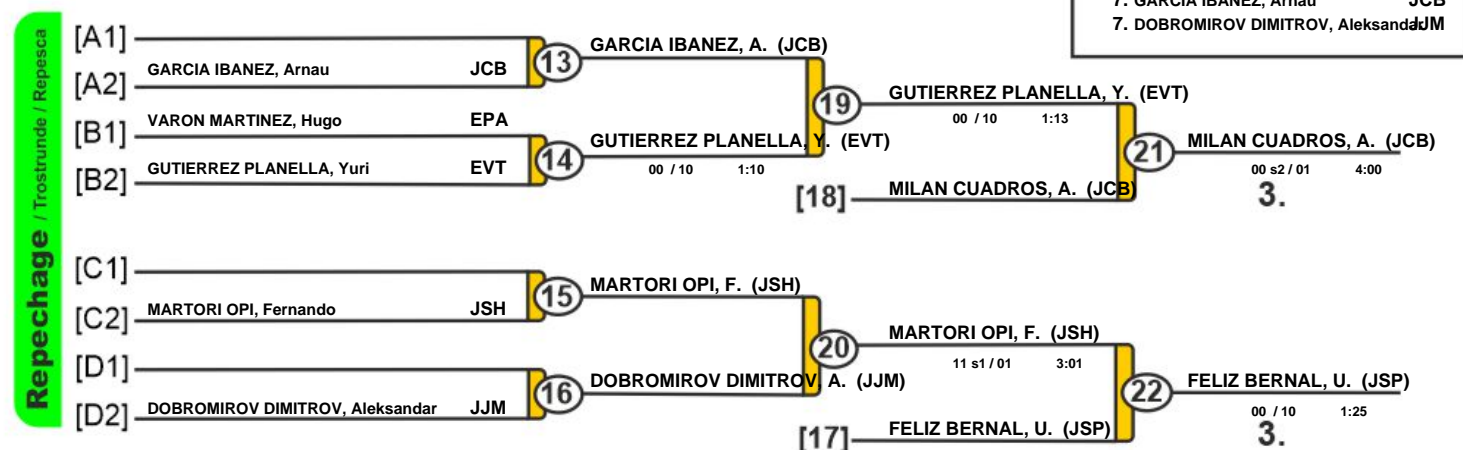 7. GARCIA IBANEZ, Arnau JCB
7. DOBROMIROV DIMITROV, Aleksandar JJM
Repechage / Trostrunde / Repesca
[A1]
[A2] GARCIA IBANEZ, Arnau JCB
13
GARCIA IBANEZ, A. (JCB)
[B1] VARON MARTINEZ, Hugo EPA
[B2] GUTIERREZ PLANELLA, Yuri EVT
14
GUTIERREZ PLANELLA, Y. (EVT)
00 / 10 1:10
19
GUTIERREZ PLANELLA, Y. (EVT)
00 / 10 1:13
[18] MILAN CUADROS, A. (JCB)
21
MILAN CUADROS, A. (JCB)
00 s2 / 01 4:00
3.
[C1]
[C2] MARTORI OPI, Fernando JSH
15
MARTORI OPI, F. (JSH)
[D1]
[D2] DOBROMIROV DIMITROV, Aleksandar JJM
16
DOBROMIROV DIMITROV, A. (JJM)
20
MARTORI OPI, F. (JSH)
11 s1 / 01 3:01
[17] FELIZ BERNAL, U. (JSP)
22
FELIZ BERNAL, U. (JSP)
00 / 10 1:25
3.